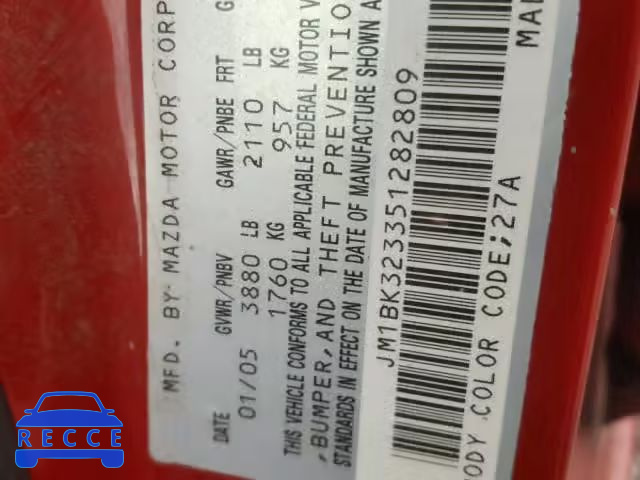 MFD. BY MAZDA MOTOR CORP
DATE GVWR/PNBV GAWR/PNBE FRT
01/05 3880 LB 2110 LB
1760 KG 957 KG
THIS VEHICLE CONFORMS TO ALL APPLICABLE FEDERAL MOTOR V
,BUMPER,AND THEFT PREVENTIO
STANDARDS IN EFFECT ON THE DATE OF MANUFACTURE SHOWN A
JM1BK323351282809
BODY COLOR CODE;27A
RECCE